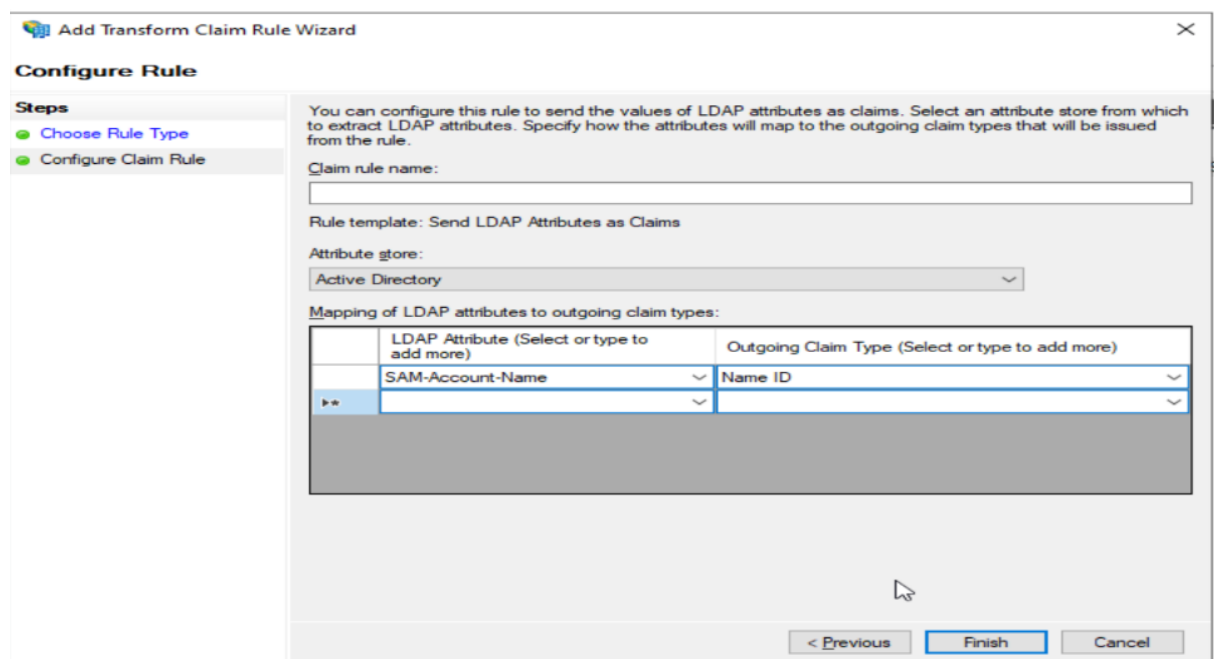 Add Transform Claim Rule Wizard
Configure Rule
Steps
Choose Rule Type
Configure Claim Rule
You can configure this rule to send the values of LDAP attributes as claims. Select an attribute store from which
to extract LDAP attributes. Specify how the attributes will map to the outgoing claim types that will be issued
from the rule.
Claim rule name:
Rule template: Send LDAP Attributes as Claims
Attribute store:
Active Directory
Mapping of LDAP attributes to outgoing claim types:
LDAP Attribute (Select or type to
add more)
Outgoing Claim Type (Select or type to add more)
SAM-Account-Name
Name ID
< Previous
Finish
Cancel